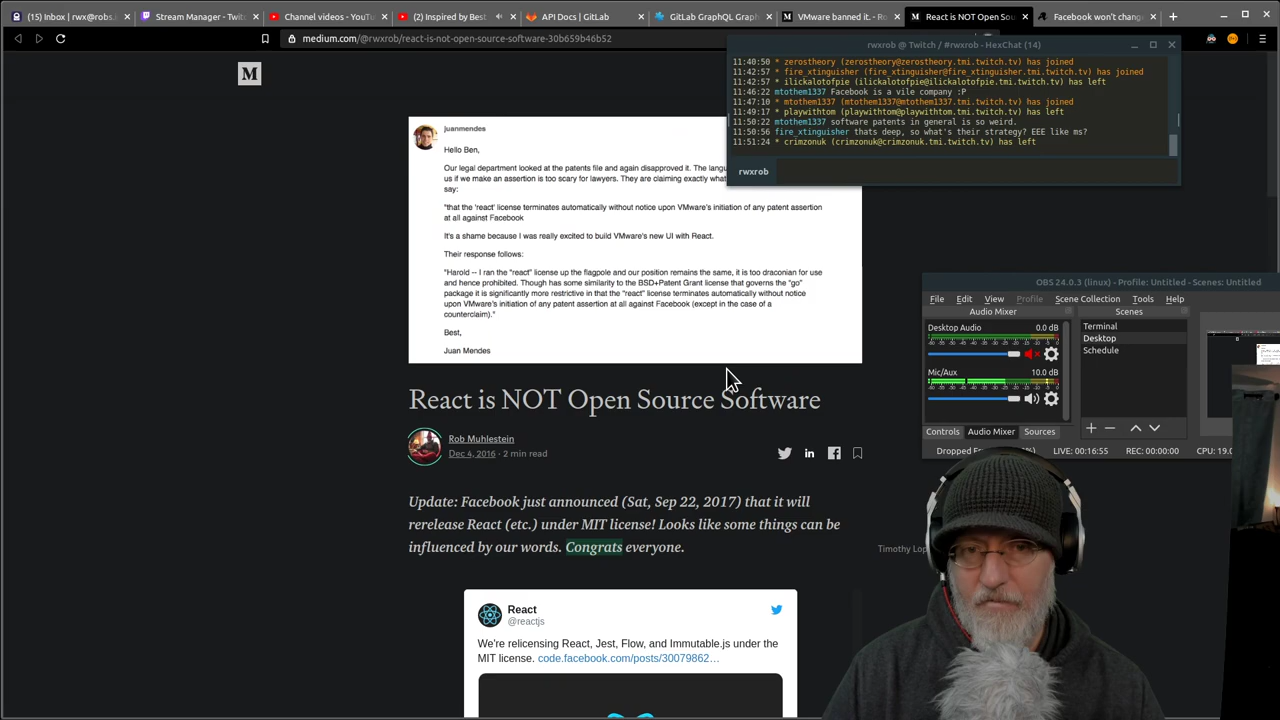 (15) Inbox | rwx@robs.
Stream Manager - Twitc
Channel videos - YouT
(2) Inspired by Best
API Docs | GitLab
GitLab GraphQL Graph
VMware banned it. - Ro
React is NOT Open Sou
Facebook won't chang
medium.com/@rwxrob/react-is-not-open-source-software-30b659b46b52
rwxrob @ Twitch / #rwxrob - HexChat (14)
11:40:50 * zerostheory (zerostheory@zerostheory.tmi.twitch.tv) has joined
11:42:57 * fire_xtinguisher (fire_xtinguisher@fire_xtinguisher.tmi.twitch.tv) has joined
11:42:57 * ilickalotofpie (ilickalotofpie@ilickalotofpie.tmi.twitch.tv) has left
11:46:22 mtothem1337 Facebook is a vile company :P
11:47:10 * mtothem1337 (mtothem1337@mtothem1337.tmi.twitch.tv) has joined
11:49:17 * playwithtom (playwithtom@playwithtom.tmi.twitch.tv) has left
11:50:22 mtothem1337 software patents in general is so weird.
11:50:56 fire_xtinguisher thats deep, so what's their strategy? EEE like ms?
11:51:24 * crimzonuk (crimzonuk@crimzonuk.tmi.twitch.tv) has left
rwxrob
M
juanmendes
Hello Ben,
Our legal department looked at the patents file and again disapproved it. The lang
us if we make an assertion is too scary for lawyers. They are claiming exactly what
say:
"that the 'react' license terminates automatically without notice upon VMware's initiation of any patent assertion
at all against Facebook
It's a shame because I was really excited to build VMware's new UI with React.
Their response follows:
"Harold -- I ran the "react" license up the flagpole and our position remains the same, it is too draconian for use
and hence prohibited. Though has some similarity to the BSD+Patent Grant license that governs the "go"
package it is significantly more restrictive in that the "react" license terminates automatically without notice
upon VMware's initiation of any patent assertion at all against Facebook (except in the case of a
counterclaim)."
Best,
Juan Mendes
React is NOT Open Source Software
Rob Muhlestein
Dec 4, 2016 · 2 min read
Update: Facebook just announced (Sat, Sep 22, 2017) that it will
rerelease React (etc.) under MIT license! Looks like some things can be
influenced by our words. Congrats everyone.
Timothy Lop
React
@reactjs
We're relicensing React, Jest, Flow, and Immutable.js under the
MIT license. code.facebook.com/posts/30079862…
OBS 24.0.3 (linux) - Profile: Untitled - Scenes: Untitled
File Edit View Profile Scene Collection Tools Help
Audio Mixer
Scenes
Desktop Audio 0.0 dB
Mic/Aux 10.0 dB
Terminal
Desktop
Schedule
Controls Audio Mixer Sources
LIVE: 00:16:55 REC: 00:00:00 CPU: 19.